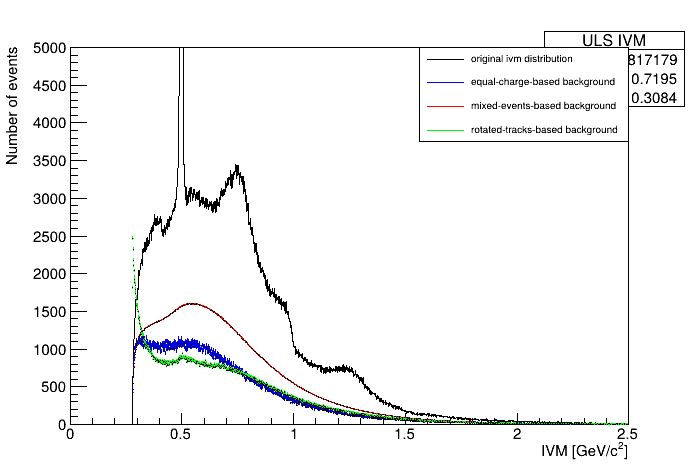 ULS IVM
817179
0.7195
0.3084
original ivm distribution
equal-charge-based background
mixed-events-based background
rotated-tracks-based background
Number of events
5000
4500
4000
3500
3000
2500
2000
1500
1000
500
0
0 0.5 1 1.5 2 2.5
IVM [GeV/c²]